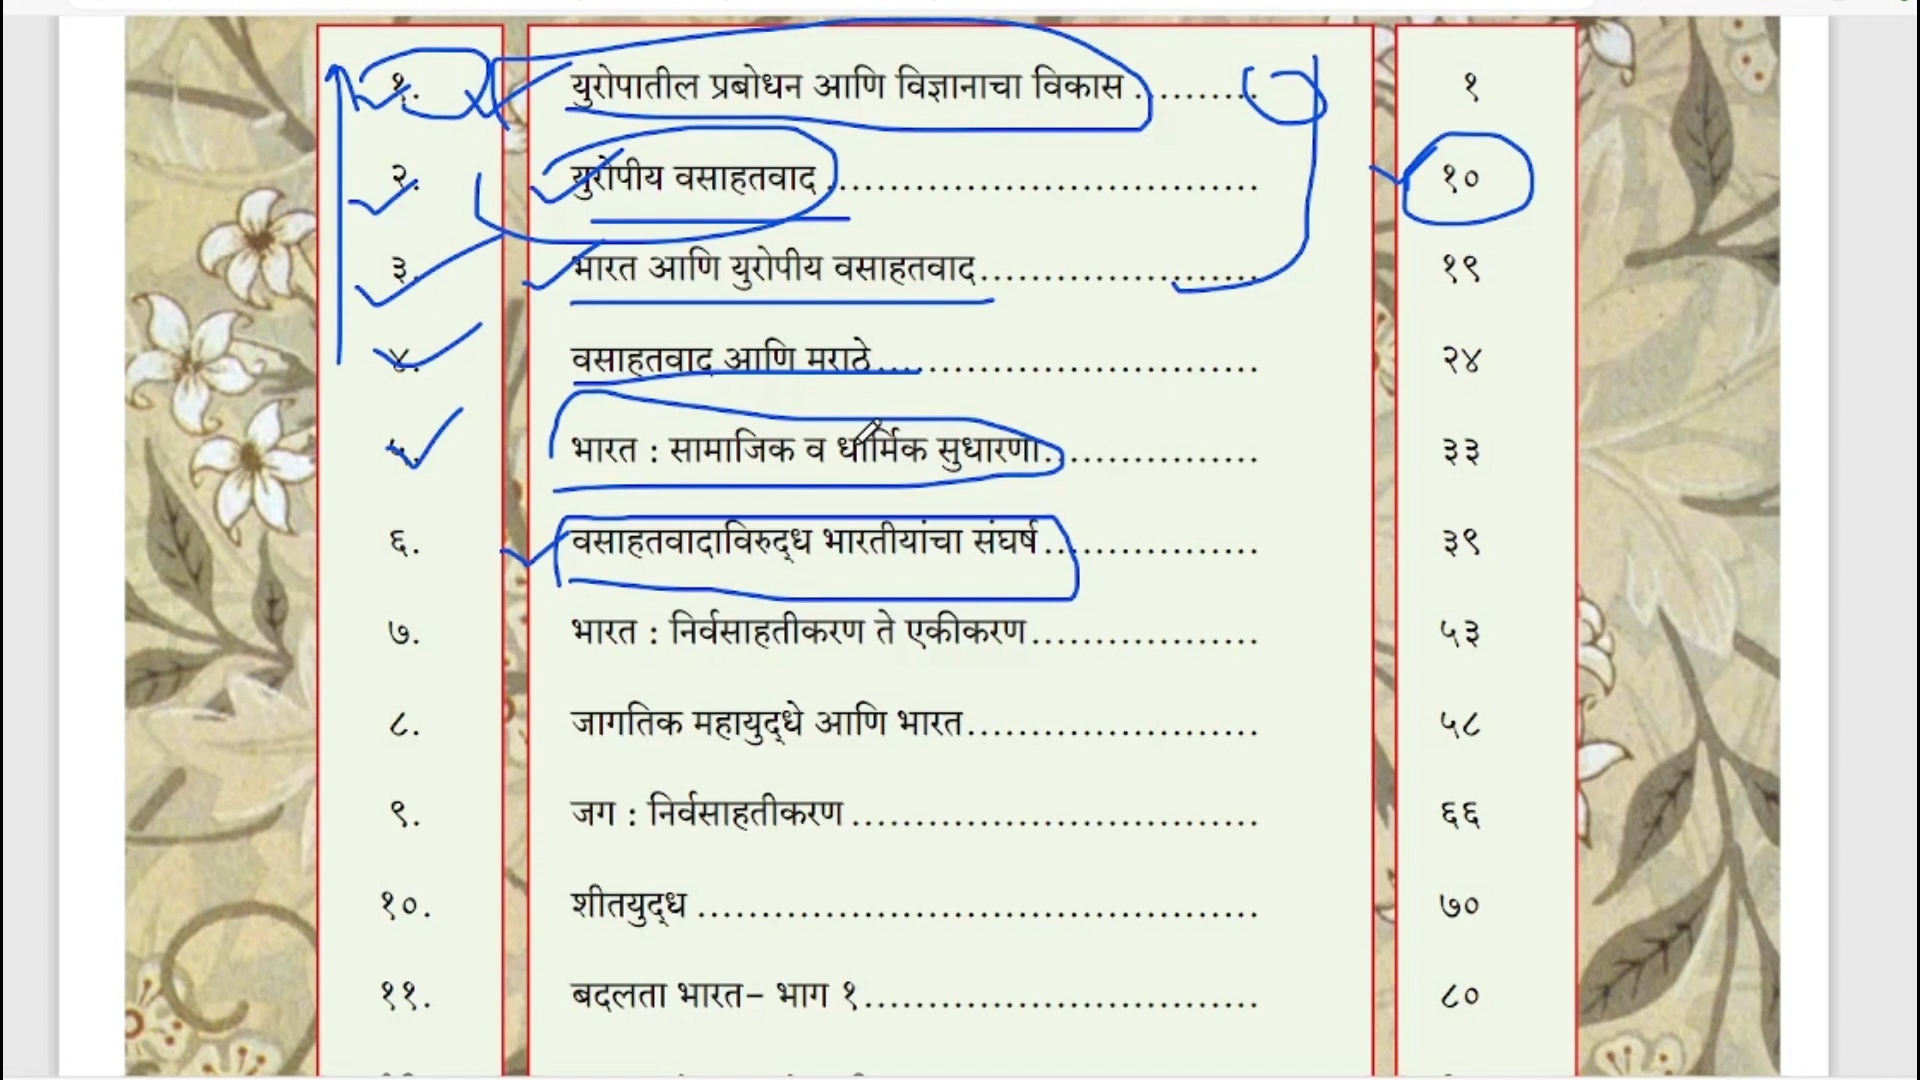 १. युरोपातील प्रबोधन आणि विज्ञानाचा विकास .......... १
२. युरोपीय वसाहतवाद .................................. १०
३. भारत आणि युरोपीय वसाहतवाद...................... १९
४. वसाहतवाद आणि मराठे.............................. २४
५. भारत : सामाजिक व धार्मिक सुधारणा................. ३३
६. वसाहतवादाविरुद्ध भारतीयांचा संघर्ष................. ३९
७. भारत : निर्वसाहतीकरण ते एकीकरण.................. ५३
८. जागतिक महायुद्धे आणि भारत....................... ५८
९. जग : निर्वसाहतीकरण ................................ ६६
१०. शीतयुद्ध ............................................ ७०
११. बदलता भारत- भाग १............................... ८०